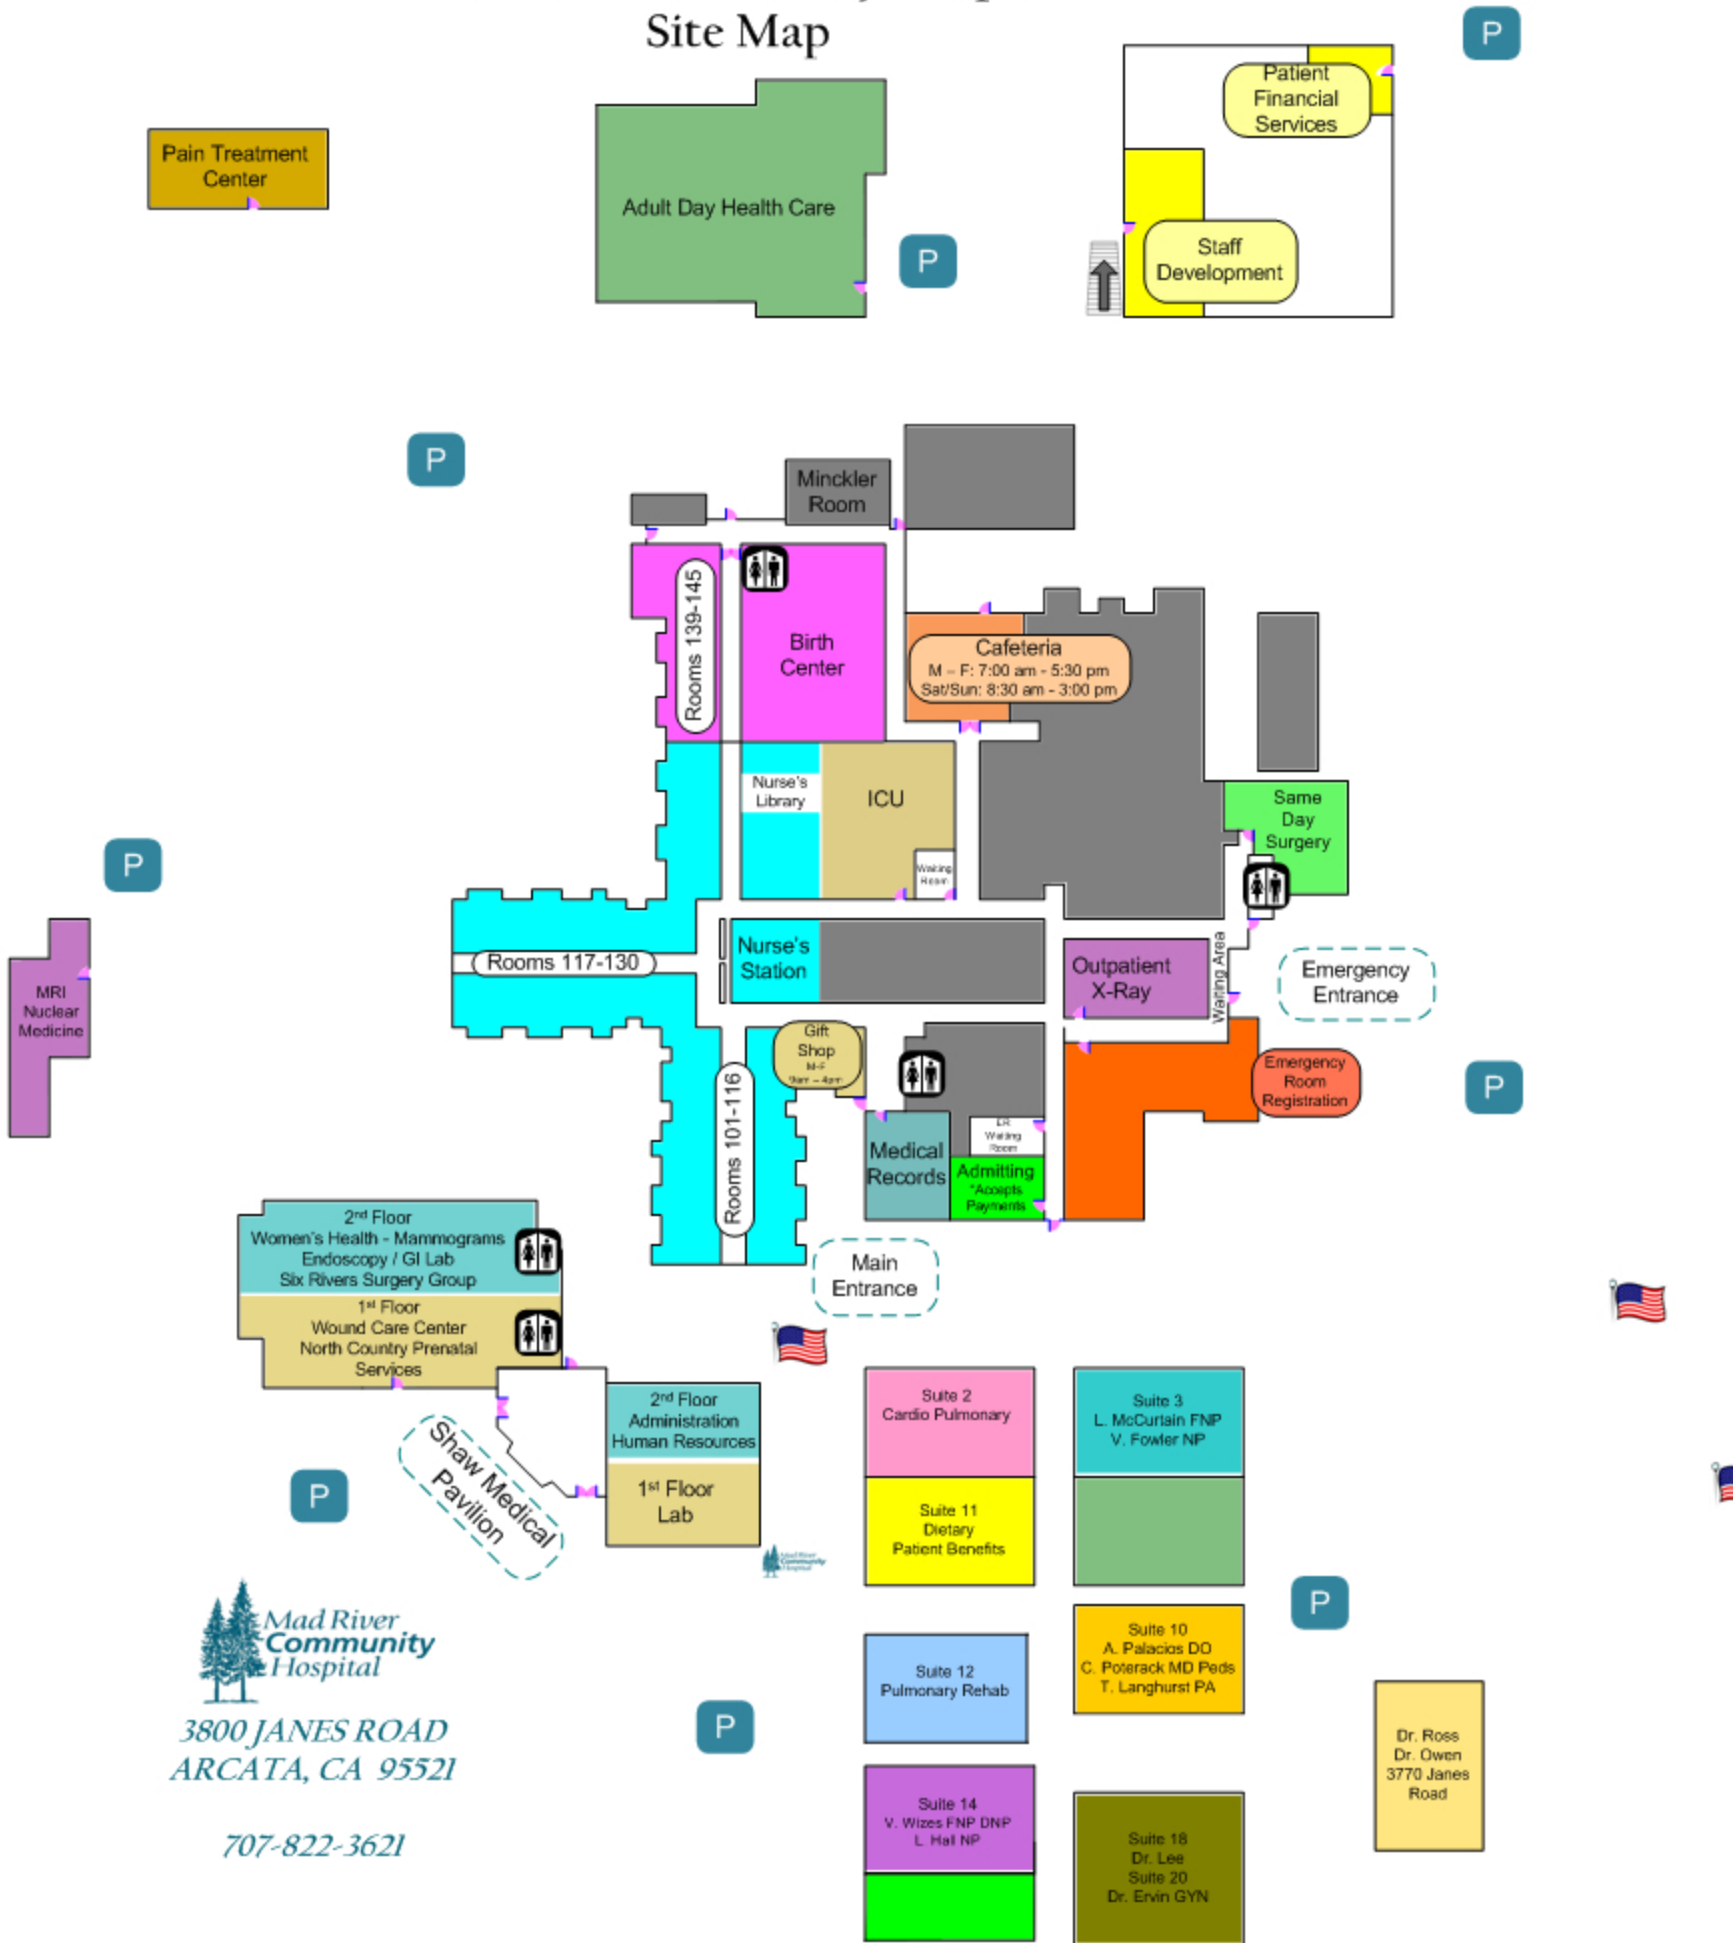 Site Map
P
Patient
Financial
Services
Pain Treatment
Center
Adult Day Health Care
P
Staff
Development
P
Minckler
Room
Rooms 139-145
Birth
Center
Cafeteria
M – F: 7:00 am - 5:30 pm
Sat/Sun: 8:30 am - 3:00 pm
Nurse's
Library
ICU
Waiting
Room
Same
Day
Surgery
P
Rooms 117-130
Nurse's
Station
Outpatient
X-Ray
Waiting Area
Emergency
Entrance
MRI
Nuclear
Medicine
Gift
Shop
M-F
9am – 4pm
Rooms 101-116
Emergency
Room
Registration
P
Medical
Records
ER
Waiting
Room
Admitting
*Accepts
Payments
2nd Floor
Women's Health - Mammograms
Endoscopy / GI Lab
Six Rivers Surgery Group
1st Floor
Wound Care Center
North Country Prenatal
Services
Main
Entrance
2nd Floor
Administration
Human Resources
1st Floor
Lab
Shaw Medical
Pavilion
P
Suite 2
Cardio Pulmonary
Suite 3
L. McCurtain FNP
V. Fowler NP
Suite 11
Dietary
Patient Benefits
Mad River
Community
Hospital
P
Mad River
Community
Hospital
3800 JANES ROAD
ARCATA, CA 95521
707-822-3621
Suite 12
Pulmonary Rehab
Suite 10
A. Palacios DO
C. Poterack MD Peds
T. Langhurst PA
P
Dr. Ross
Dr. Owen
3770 Janes
Road
Suite 14
V. Wizes FNP DNP
L. Hall NP
Suite 18
Dr. Lee
Suite 20
Dr. Ervin GYN